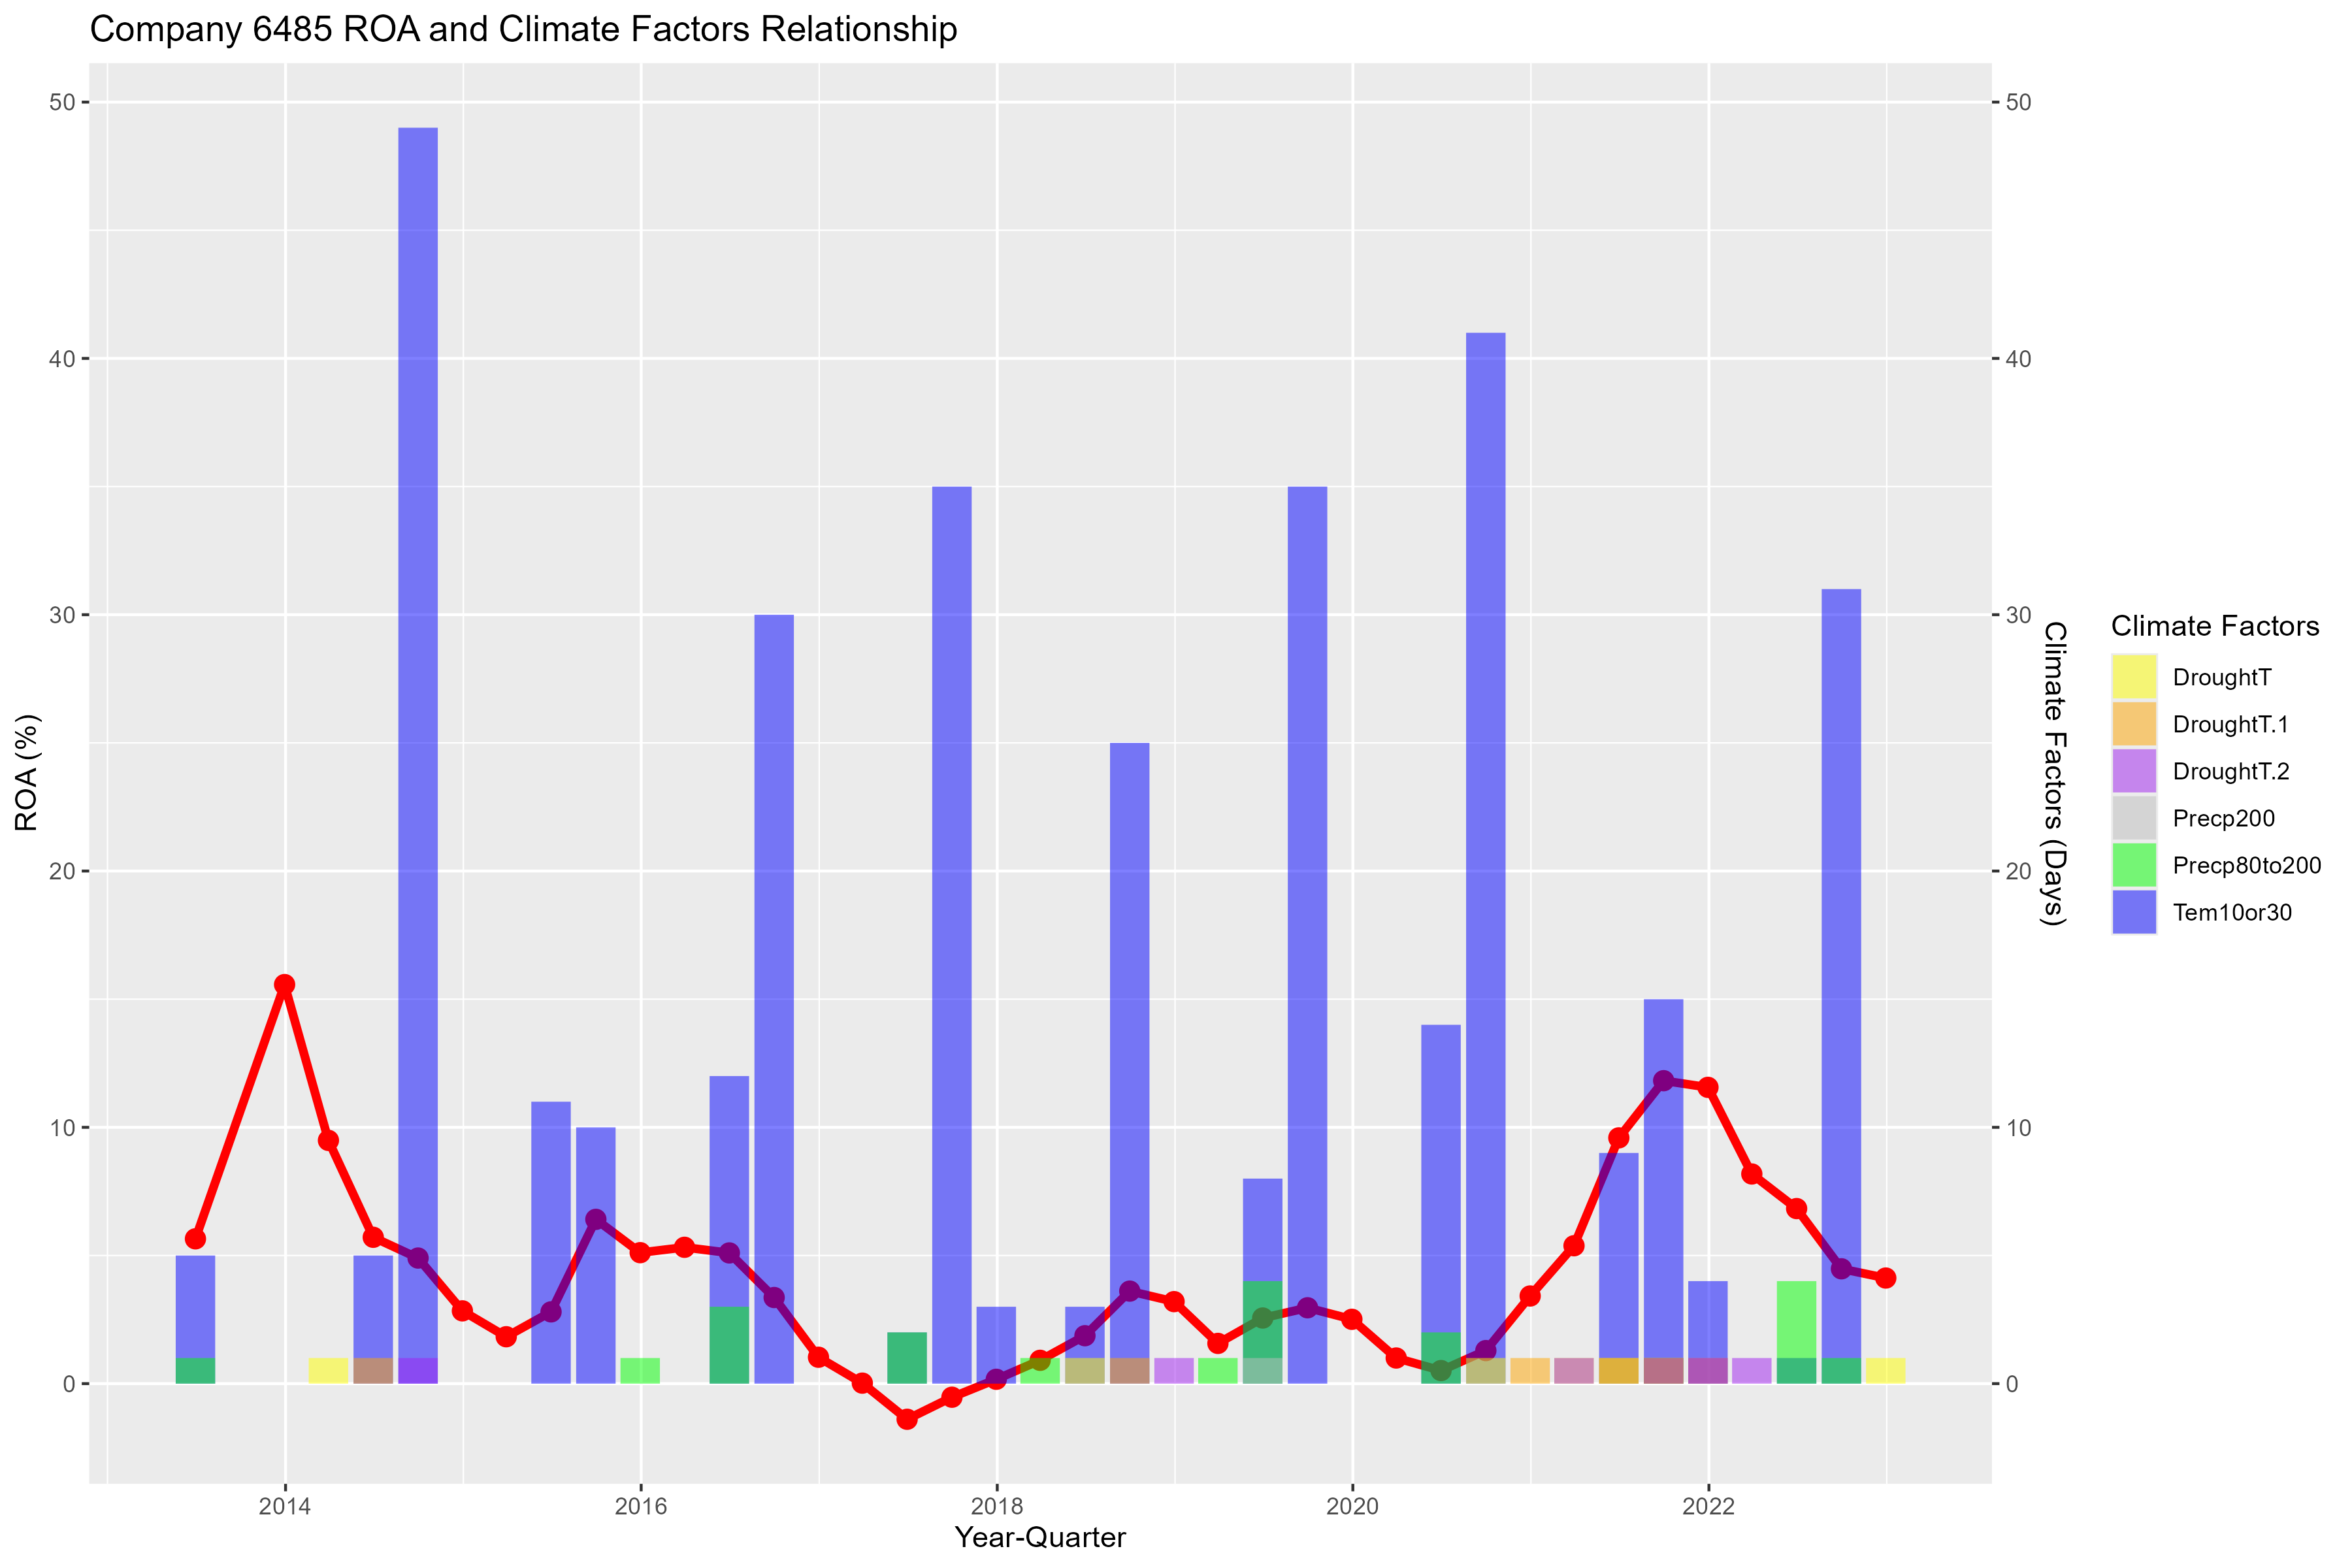 Company 6485 ROA and Climate Factors Relationship
50
40
30
20
10
0
ROA (%)
50
40
30
20
10
0
Climate Factors (Days)
2014
2016
2018
2020
2022
Year-Quarter
Climate Factors
DroughtT
DroughtT.1
DroughtT.2
Precp200
Precp80to200
Tem10or30